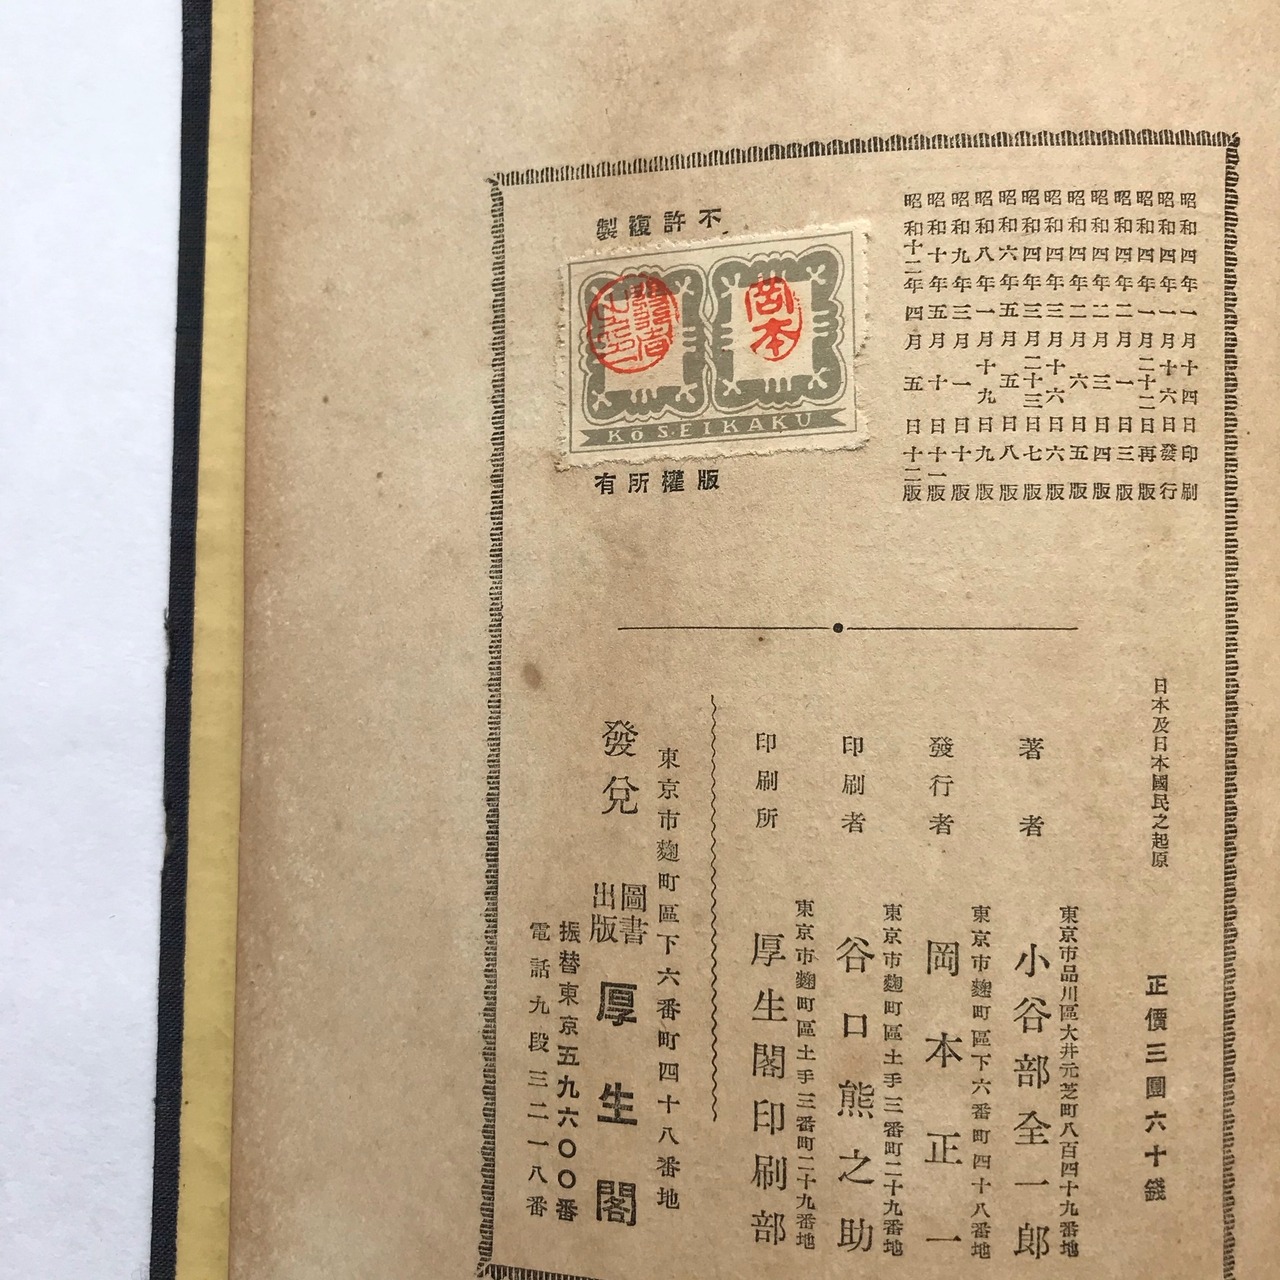 昭和四年一月十四日印刷
昭和四年一月十六日發行
昭和四年一月二十二日再版
昭和四年二月一日三版
昭和四年二月三日四版
昭和四年二月六日五版
昭和四年三月十六日六版
昭和四年三月二十三日七版
昭和六年五月五日八版
昭和八年一月十九日九版
昭和九年三月一日十版
昭和十年五月十日十一版
昭和十二年四月五日十二版
不許複製
岡本
KŌSEIKAKU
版權所有
日本及日本國民之起原
正價三圓六十錢
東京市品川區大井元芝町八百四十九番地
著者 小谷部全一郎
東京市麴町區下六番町四十八番地
發行者 岡本正一
東京市麴町區土手三番町二十九番地
印刷者 谷口熊之助
東京市麴町區土手三番町二十九番地
印刷所 厚生閣印刷部
東京市麴町區下六番町四十八番地
發兌 圖書出版 厚生閣
振替東京五九六〇〇番
電話九段三二一八番